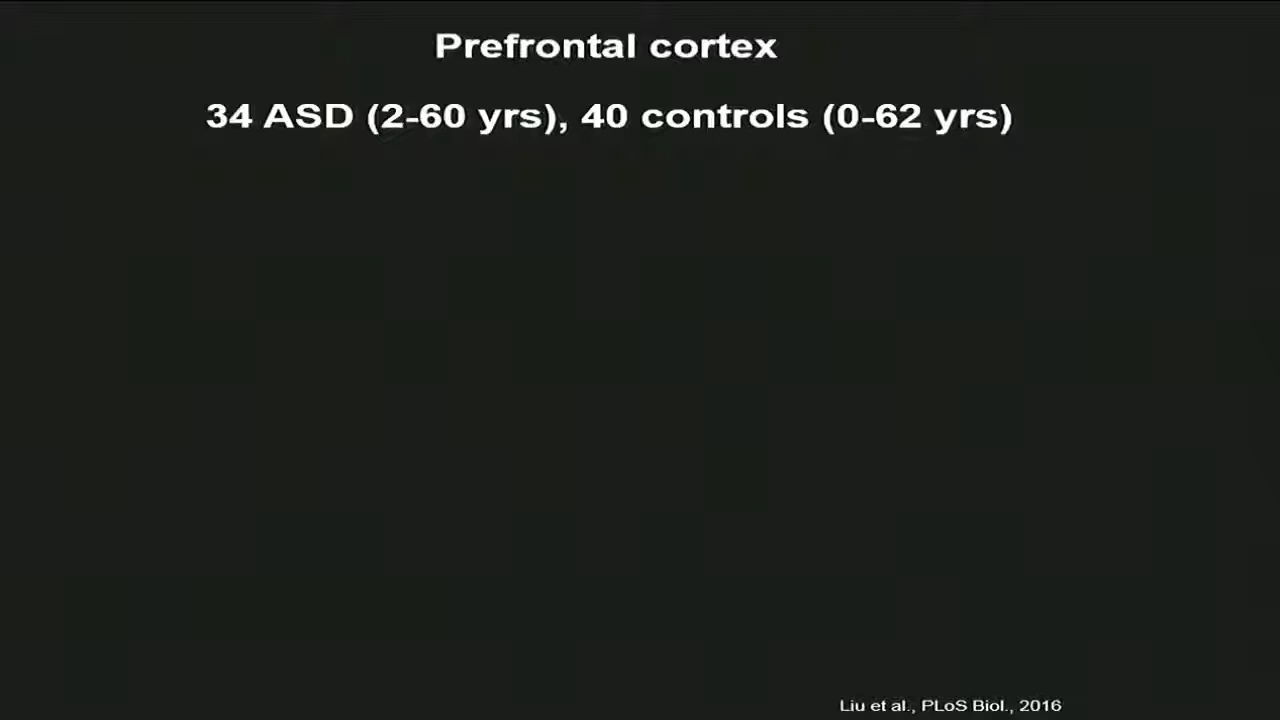 Prefrontal cortex
34 ASD (2-60 yrs), 40 controls (0-62 yrs)
Liu et al., PLoS Biol., 2016